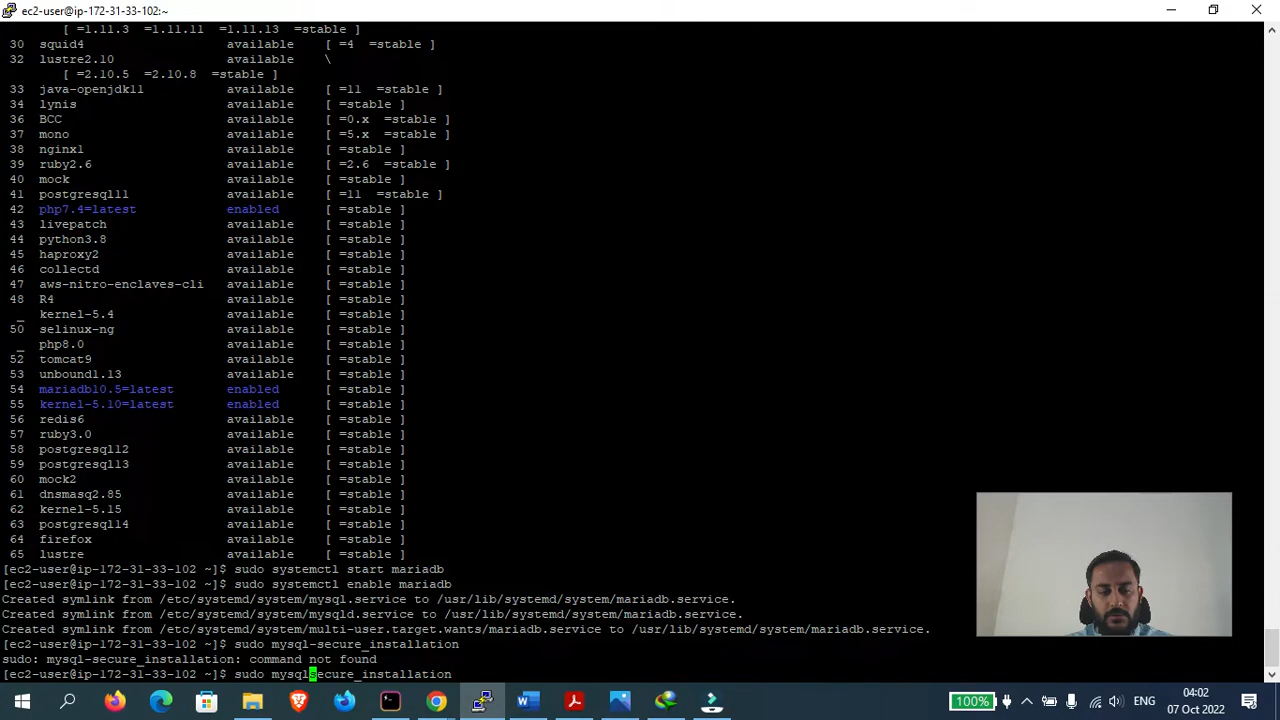 ec2-user@ip-172-31-33-102:~
[ =1.11.3 =1.11.11 =1.11.13 =stable ]
30 squid4 available [ =4 =stable ]
32 lustre2.10 available \
[ =2.10.5 =2.10.8 =stable ]
33 java-openjdk11 available [ =11 =stable ]
34 lynis available [ =stable ]
36 BCC available [ =0.x =stable ]
37 mono available [ =5.x =stable ]
38 nginx1 available [ =stable ]
39 ruby2.6 available [ =2.6 =stable ]
40 mock available [ =stable ]
41 postgresql11 available [ =11 =stable ]
42 php7.4=latest enabled [ =stable ]
43 livepatch available [ =stable ]
44 python3.8 available [ =stable ]
45 haproxy2 available [ =stable ]
46 collectd available [ =stable ]
47 aws-nitro-enclaves-cli available [ =stable ]
48 R4 available [ =stable ]
_ kernel-5.4 available [ =stable ]
50 selinux-ng available [ =stable ]
_ php8.0 available [ =stable ]
52 tomcat9 available [ =stable ]
53 unbound1.13 available [ =stable ]
54 mariadb10.5=latest enabled [ =stable ]
55 kernel-5.10=latest enabled [ =stable ]
56 redis6 available [ =stable ]
57 ruby3.0 available [ =stable ]
58 postgresql12 available [ =stable ]
59 postgresql13 available [ =stable ]
60 mock2 available [ =stable ]
61 dnsmasq2.85 available [ =stable ]
62 kernel-5.15 available [ =stable ]
63 postgresql14 available [ =stable ]
64 firefox available [ =stable ]
65 lustre available [ =stable ]
[ec2-user@ip-172-31-33-102 ~]$ sudo systemctl start mariadb
[ec2-user@ip-172-31-33-102 ~]$ sudo systemctl enable mariadb
Created symlink from /etc/systemd/system/mysql.service to /usr/lib/systemd/system/mariadb.service.
Created symlink from /etc/systemd/system/mysqld.service to /usr/lib/systemd/system/mariadb.service.
Created symlink from /etc/systemd/system/multi-user.target.wants/mariadb.service to /usr/lib/systemd/system/mariadb.service.
[ec2-user@ip-172-31-33-102 ~]$ sudo mysql-secure_installation
sudo: mysql-secure_installation: command not found
[ec2-user@ip-172-31-33-102 ~]$ sudo mysqlsecure_installation
100% ENG 04:02
07 Oct 2022